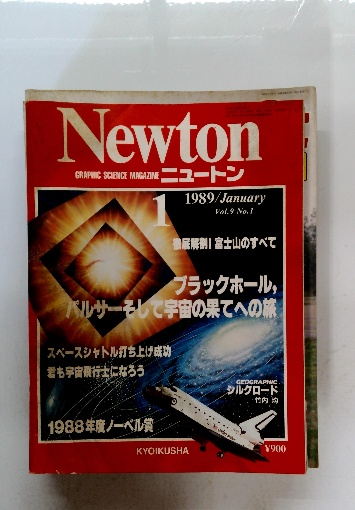 Newton
GRAPHIC SCIENCE MAGAZINE ニュートン
1 1989/January
Vol.9 No.1
徹底解剖!富士山のすべて
ブラックホール,
パルサーそして宇宙の果てへの旅
スペースシャトル打ち上げ成功
君も宇宙飛行士になろう
GEOGRAPHIC
シルクロード
竹内 均
1988年度ノーベル賞
KYOIKUSHA
¥900